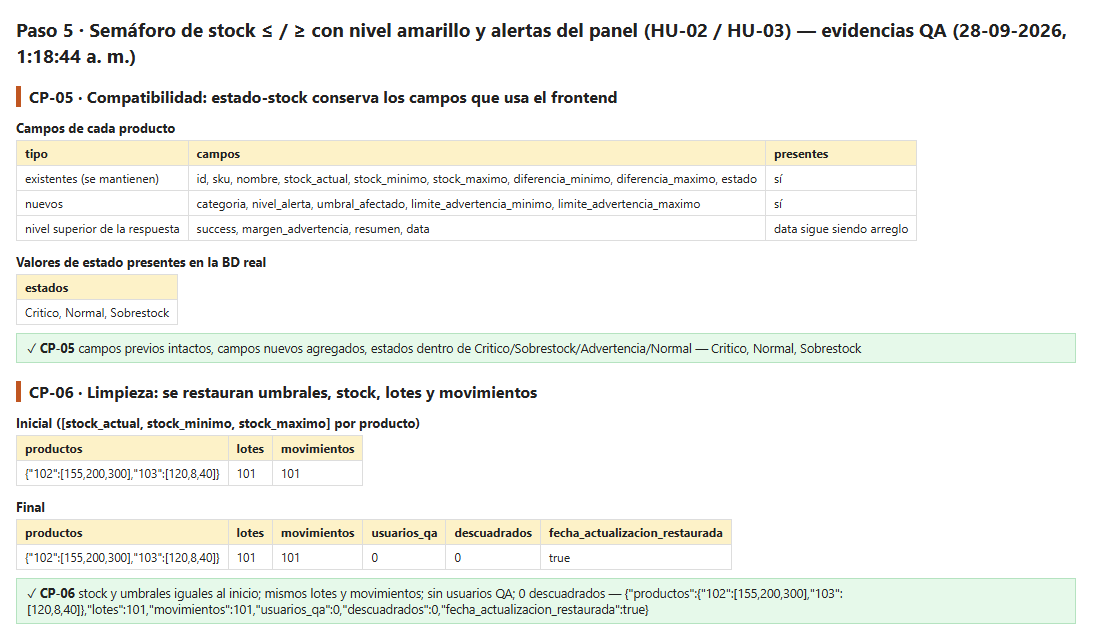 Paso 5 · Semáforo de stock ≤ / ≥ con nivel amarillo y alertas del panel (HU-02 / HU-03) — evidencias QA (28-09-2026,
1:18:44 a. m.)
CP-05 · Compatibilidad: estado-stock conserva los campos que usa el frontend
Campos de cada producto
tipo campos presentes
existentes (se mantienen) id, sku, nombre, stock_actual, stock_minimo, stock_maximo, diferencia_minimo, diferencia_maximo, estado sí
nuevos categoria, nivel_alerta, umbral_afectado, limite_advertencia_minimo, limite_advertencia_maximo sí
nivel superior de la respuesta success, margen_advertencia, resumen, data data sigue siendo arreglo
Valores de estado presentes en la BD real
estados
Critico, Normal, Sobrestock
✓ CP-05 campos previos intactos, campos nuevos agregados, estados dentro de Critico/Sobrestock/Advertencia/Normal — Critico, Normal, Sobrestock
CP-06 · Limpieza: se restauran umbrales, stock, lotes y movimientos
Inicial ([stock_actual, stock_minimo, stock_maximo] por producto)
productos lotes movimientos
{"102":[155,200,300],"103":[120,8,40]} 101 101
Final
productos lotes movimientos usuarios_qa descuadrados fecha_actualizacion_restaurada
{"102":[155,200,300],"103":[120,8,40]} 101 101 0 0 true
✓ CP-06 stock y umbrales iguales al inicio; mismos lotes y movimientos; sin usuarios QA; 0 descuadrados — {"productos":{"102":[155,200,300],"103":
[120,8,40]},"lotes":101,"movimientos":101,"usuarios_qa":0,"descuadrados":0,"fecha_actualizacion_restaurada":true}